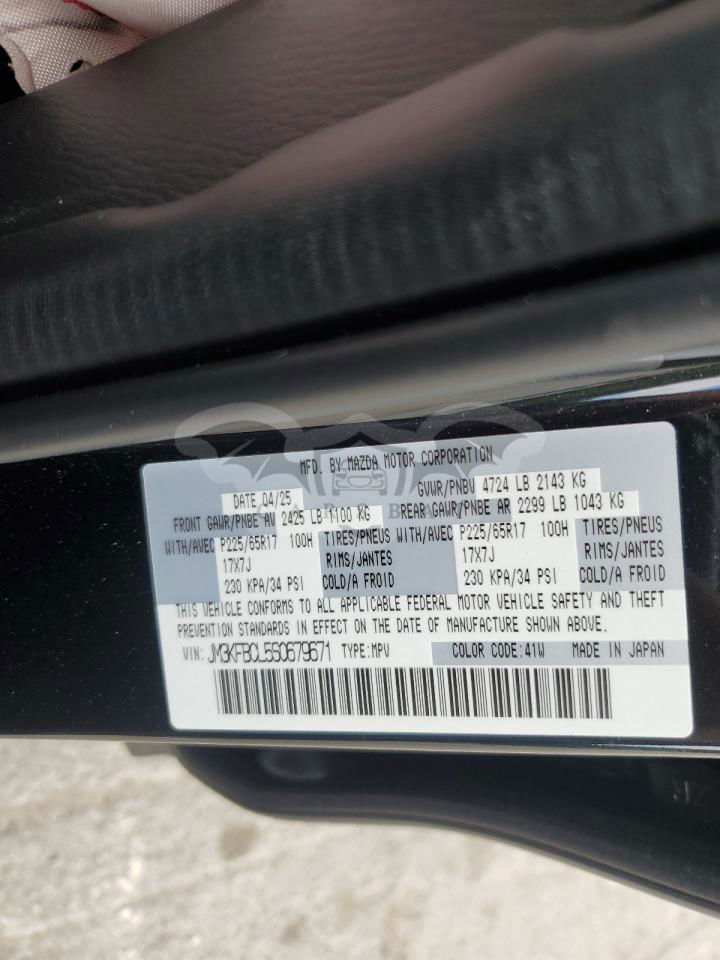 MFD. BY MAZDA MOTOR CORPORATION
DATE 04/25 GVWR/PNBV 4724 LB 2143 KG
FRONT GAWR/PNBE AV 2425 LB 1100 KG REAR GAWR/PNBE AR 2299 LB 1043 KG
WITH/AVEC P225/65R17 100H TIRES/PNEUS WITH/AVEC P225/65R17 100H TIRES/PNEUS
17X7J RIMS/JANTES 17X7J RIMS/JANTES
230 KPA/34 PSI COLD/A FROID 230 KPA/34 PSI COLD/A FROID
THIS VEHICLE CONFORMS TO ALL APPLICABLE FEDERAL MOTOR VEHICLE SAFETY AND THEFT
PREVENTION STANDARDS IN EFFECT ON THE DATE OF MANUFACTURE SHOWN ABOVE.
VIN: JM3KFBCL5S0679671 TYPE:MPV COLOR CODE:41W MADE IN JAPAN